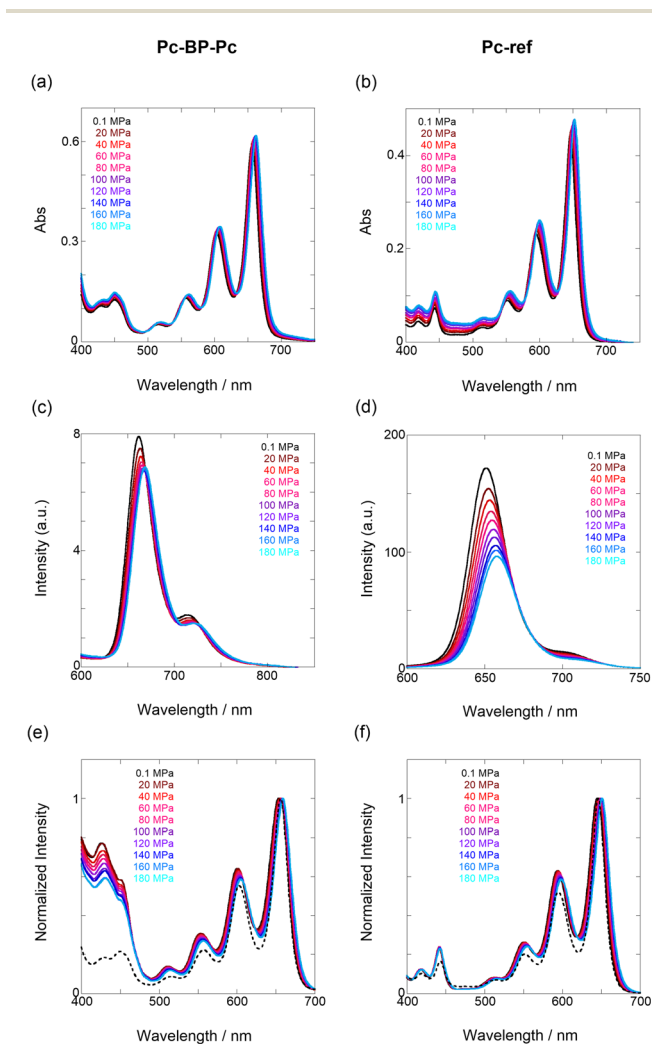 Pc-BP-Pc
Pc-ref
(a)
(b)
0.6
0.3
0
Abs
0.1 MPa
20 MPa
40 MPa
60 MPa
80 MPa
100 MPa
120 MPa
140 MPa
160 MPa
180 MPa
400 500 600 700
Wavelength / nm
0.4
0.2
0
Abs
0.1 MPa
20 MPa
40 MPa
60 MPa
80 MPa
100 MPa
120 MPa
140 MPa
160 MPa
180 MPa
400 500 600 700
Wavelength / nm
(c)
(d)
8
4
0
Intensity (a.u.)
0.1 MPa
20 MPa
40 MPa
60 MPa
80 MPa
100 MPa
120 MPa
140 MPa
160 MPa
180 MPa
600 700 800
Wavelength / nm
200
100
0
Intensity (a.u.)
0.1 MPa
20 MPa
40 MPa
60 MPa
80 MPa
100 MPa
120 MPa
140 MPa
160 MPa
180 MPa
600 650 700 750
Wavelength / nm
(e)
(f)
1
0
Normalized Intensity
0.1 MPa
20 MPa
40 MPa
60 MPa
80 MPa
100 MPa
120 MPa
140 MPa
160 MPa
180 MPa
400 500 600 700
Wavelength / nm
1
0
Normalized Intensity
0.1 MPa
20 MPa
40 MPa
60 MPa
80 MPa
100 MPa
120 MPa
140 MPa
160 MPa
180 MPa
400 500 600 700
Wavelength / nm